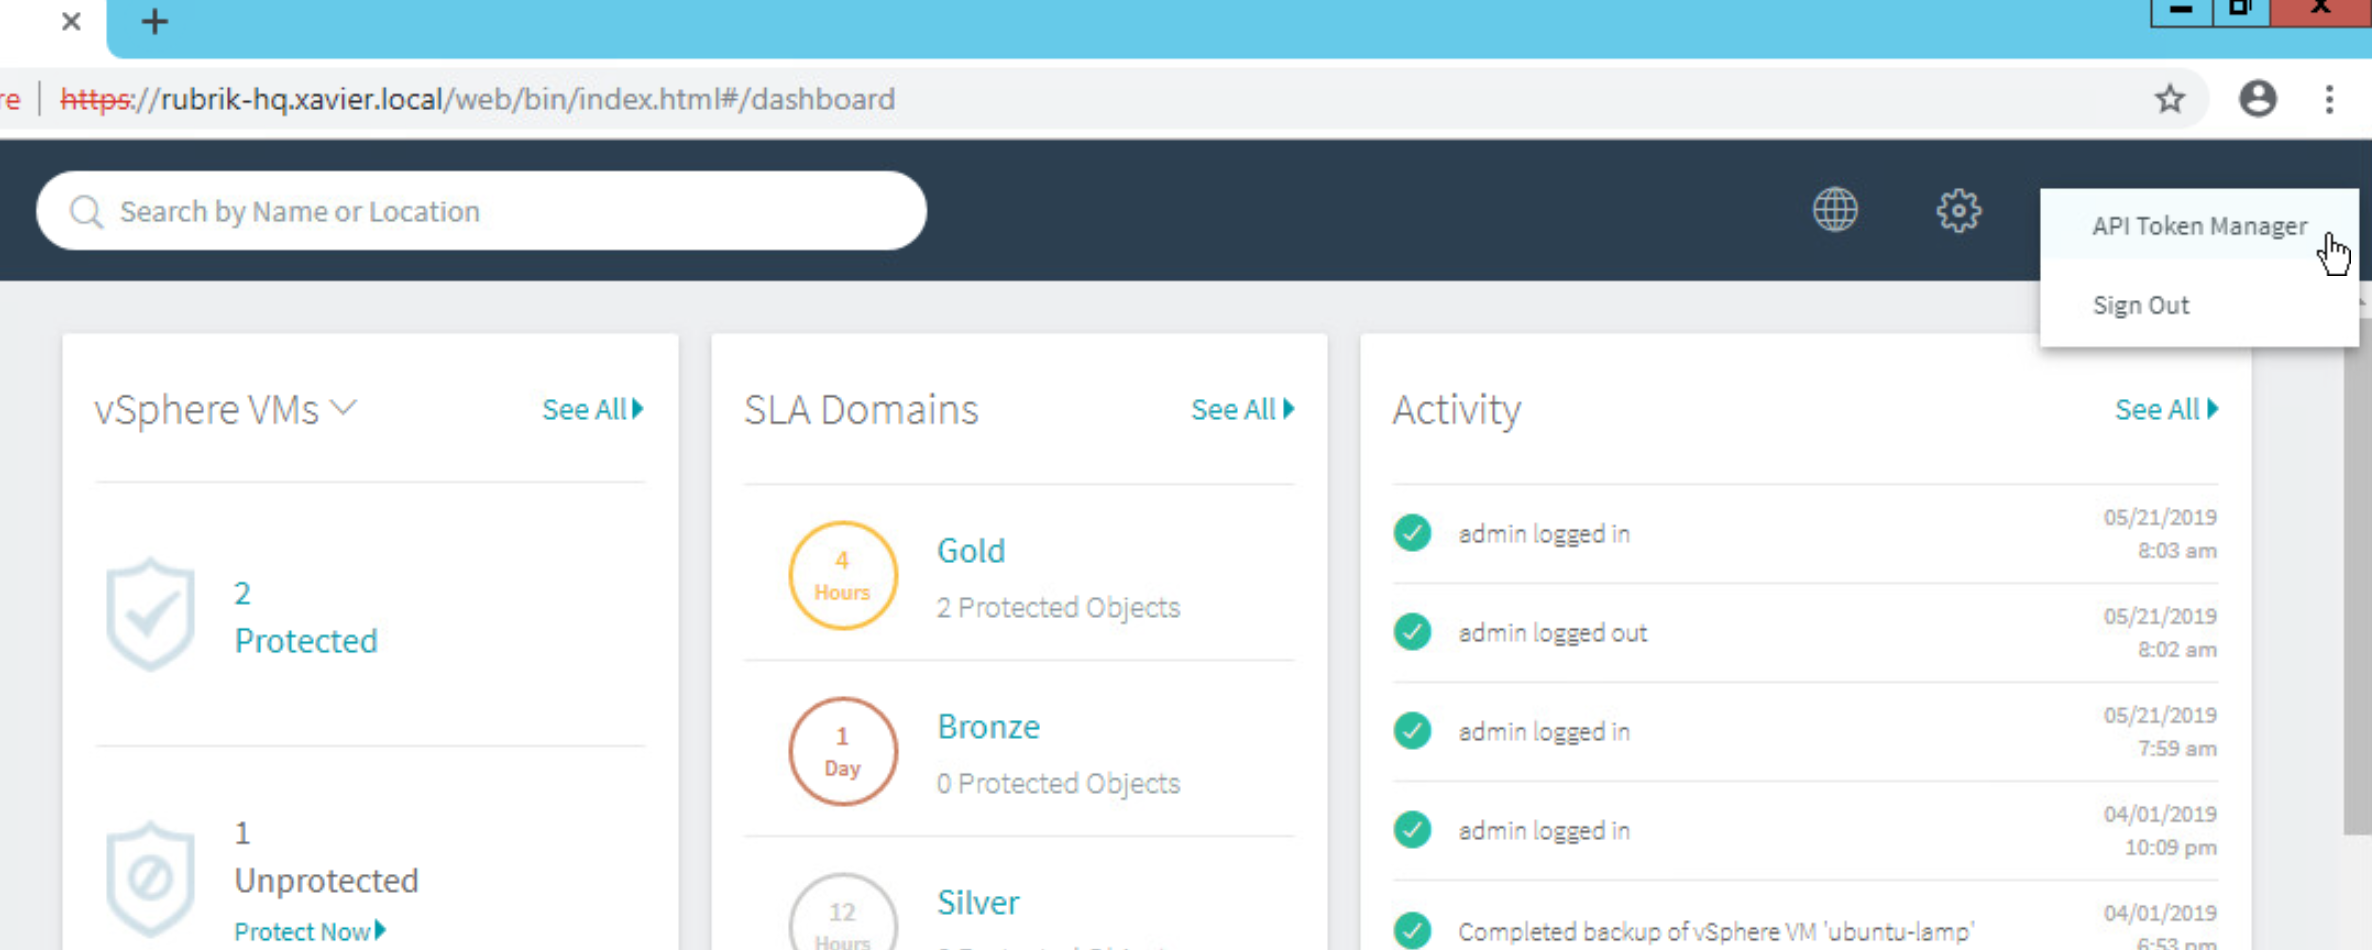 re https://rubrik-hq.xavier.local/web/bin/index.html#/dashboard
Search by Name or Location
API Token Manager
Sign Out
vSphere VMs
See All
2
Protected
1
Unprotected
Protect Now
SLA Domains
See All
4
Hours
Gold
2 Protected Objects
1
Day
Bronze
0 Protected Objects
12
Hours
Silver
Activity
See All
admin logged in
05/21/2019
8:03 am
admin logged out
05/21/2019
8:02 am
admin logged in
05/21/2019
7:59 am
admin logged in
04/01/2019
10:09 pm
Completed backup of vSphere VM 'ubuntu-lamp'
04/01/2019
6:53 pm